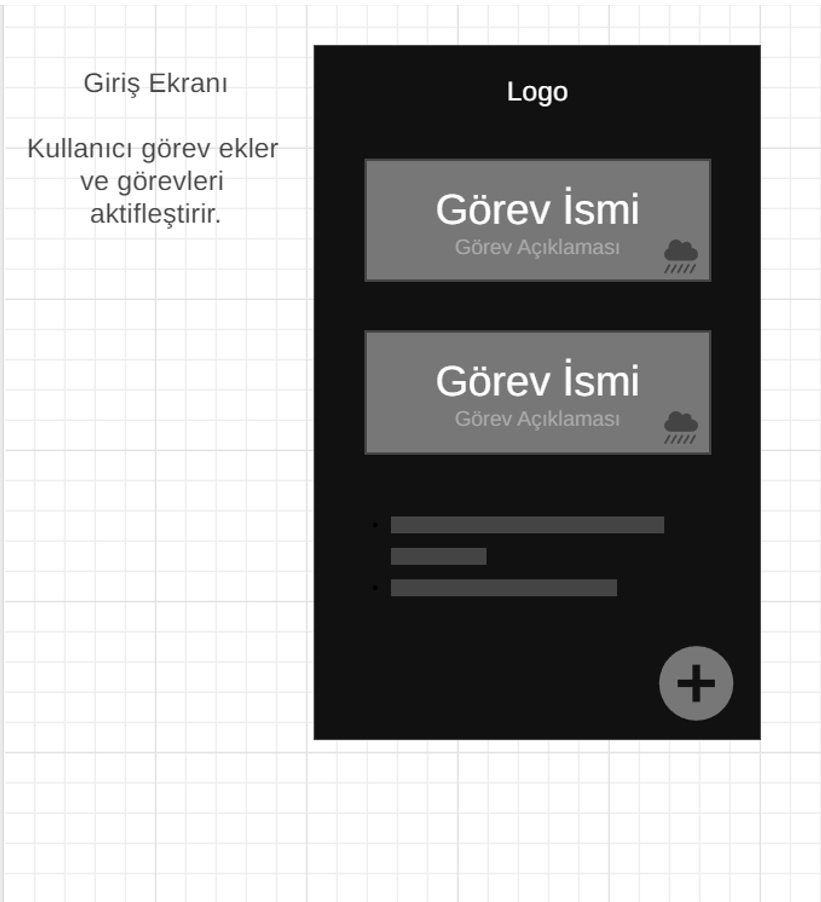 Giriş Ekranı
Kullanıcı görev ekler
ve görevleri
aktifleştirir.
Logo
Görev İsmi
Görev Açıklaması
Görev İsmi
Görev Açıklaması